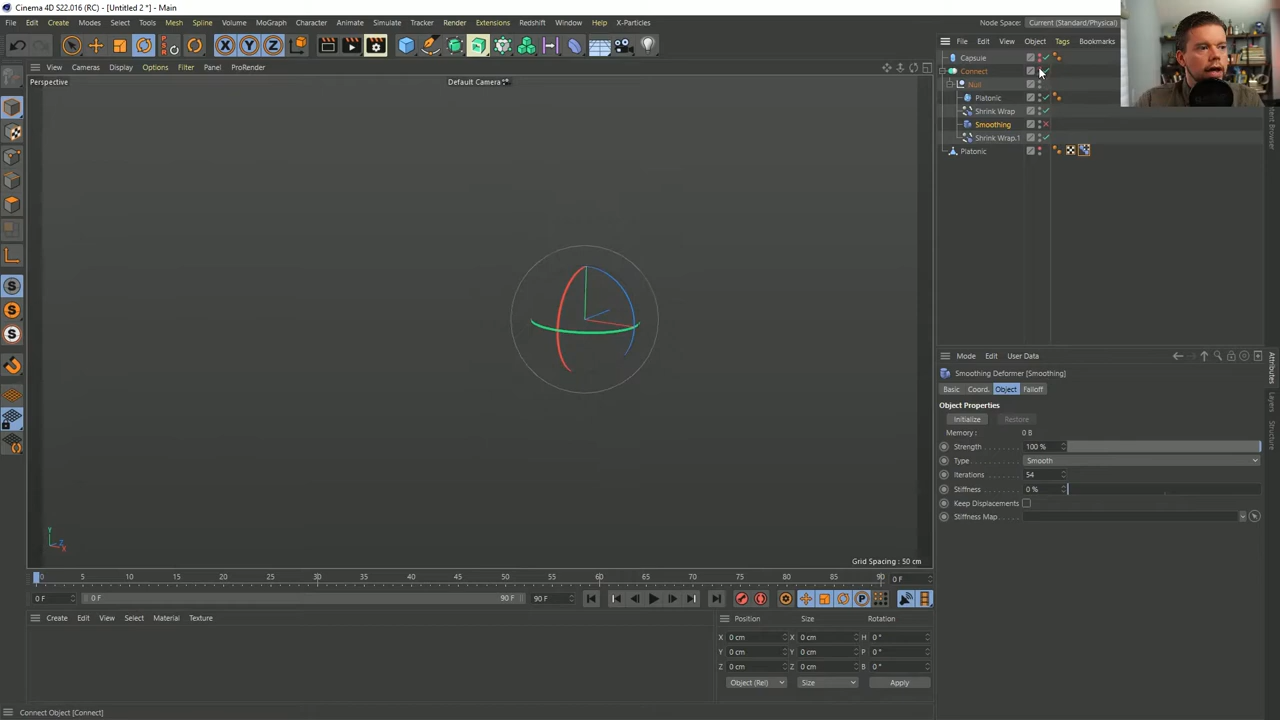 Cinema 4D S22.016 (RC) - [Untitled 2 *] - Main
File Edit Create Modes Select Tools Mesh Spline Volume MoGraph Character Animate Simulate Tracker Render Extensions Redshift Window Help X-Particles Node Space: Current (Standard/Physical)
View Cameras Display Options Filter Panel ProRender
File Edit View Object Tags Bookmarks
Perspective Default Camera
Capsule
Connect
Null
Platonic
Shrink Wrap
Smoothing
Shrink Wrap.1
Platonic
Mode Edit User Data
Smoothing Deformer [Smoothing]
Basic Coord. Object Falloff
Object Properties
Initialize Restore
Memory : 0 B
Strength 100 %
Type Smooth
Iterations 54
Stiffness 0 %
Keep Displacements
Stiffness Map
Attributes
Layers
Structure
Y
Z
X
Grid Spacing : 50 cm
0 5 10 15 20 25 30 35 40 45 50 55 60 65 70 75 80 85 90 0 F
0 F 0 F 90 F 90 F
Create Edit View Select Material Texture
Position Size Rotation
X 0 cm X 0 cm H 0 °
Y 0 cm Y 0 cm P 0 °
Z 0 cm Z 0 cm B 0 °
Object (Rel) Size Apply
Connect Object [Connect]